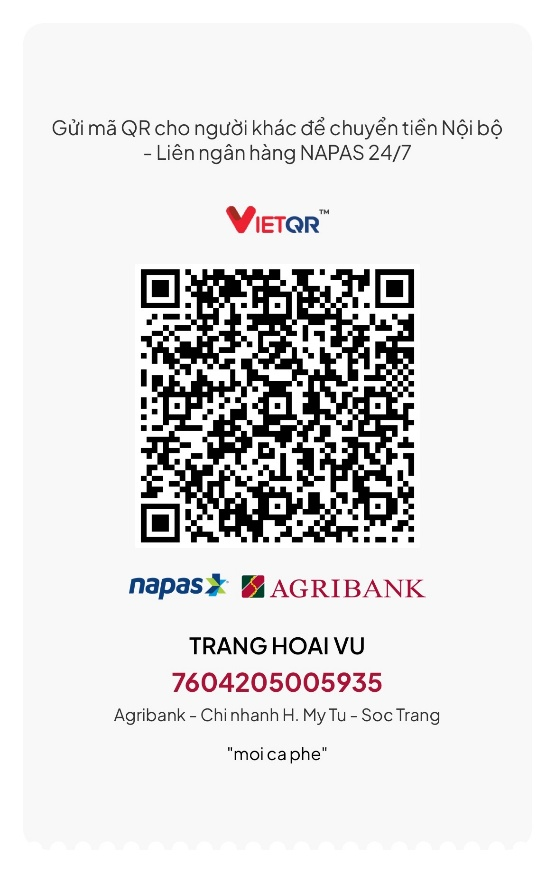 Gửi mã QR cho người khác để chuyển tiền Nội bộ
- Liên ngân hàng NAPAS 24/7
VIETQR™
napas AGRIBANK
TRANG HOAI VU
7604205005935
Agribank - Chi nhanh H. My Tu - Soc Trang
"moi ca phe"